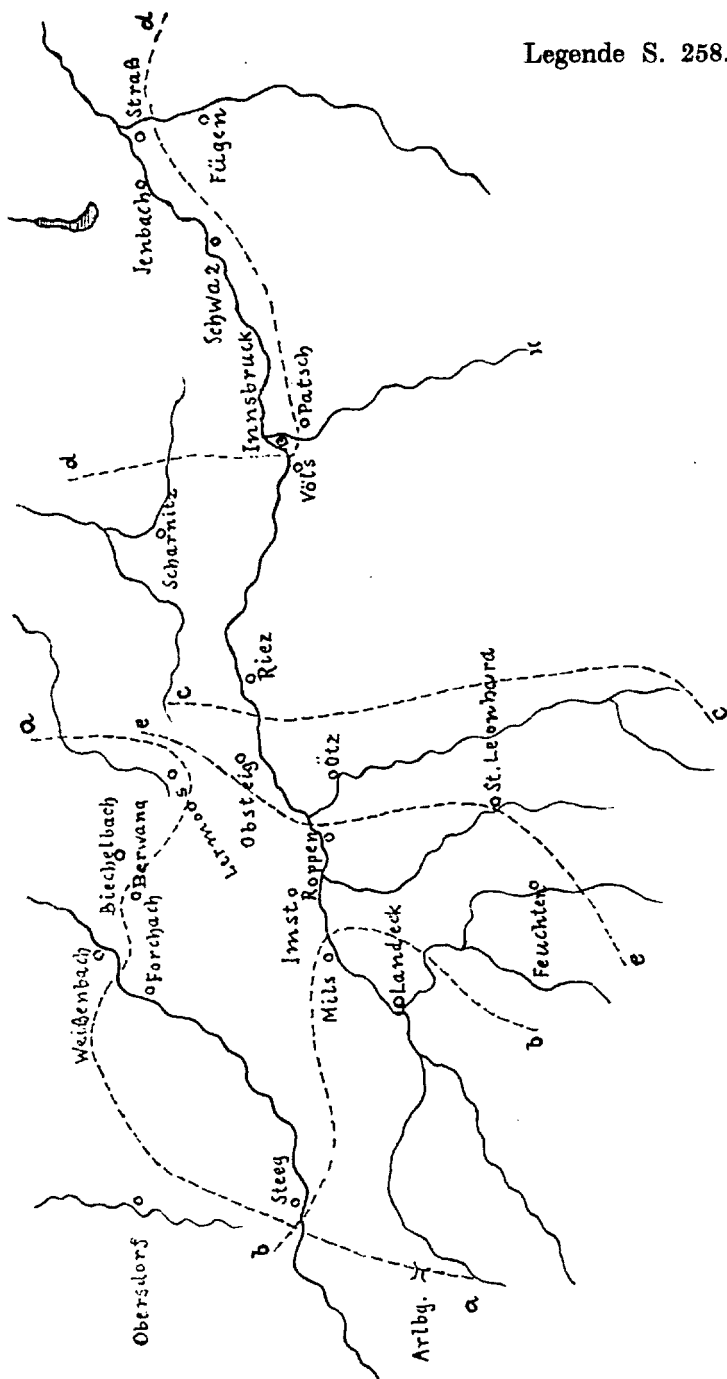 Legende S. 258.
d
Straß
Jenbach
Fügen
Schwaz
Innsbruck
Patsch
Völs
d
Scharnitz
c
Riez
a
e
Obsteig
Ötz
St. Leonhard
c
Lermoos
Biechelbach
Berwang
Forchach
Weißenbach
Roppen
Imst
Mils
Landeck
Feuchten
e
b
Steeg
Obersdorf
b
Arlbg.
a